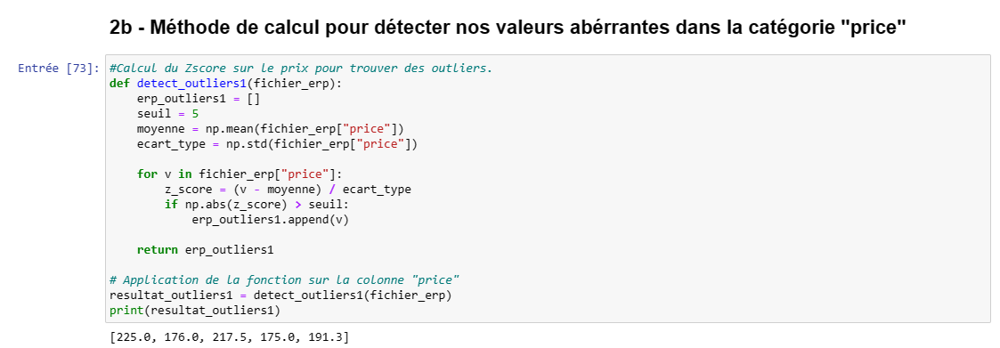 2b - Méthode de calcul pour détecter nos valeurs abérrantes dans la catégorie "price"
Entrée [73]:
#Calcul du Zscore sur le prix pour trouver des outliers.
def detect_outliers1(fichier_erp):
    erp_outliers1 = []
    seuil = 5
    moyenne = np.mean(fichier_erp["price"])
    ecart_type = np.std(fichier_erp["price"])

    for v in fichier_erp["price"]:
        z_score = (v - moyenne) / ecart_type
        if np.abs(z_score) > seuil:
            erp_outliers1.append(v)

    return erp_outliers1

# Application de la fonction sur la colonne "price"
resultat_outliers1 = detect_outliers1(fichier_erp)
print(resultat_outliers1)
[225.0, 176.0, 217.5, 175.0, 191.3]